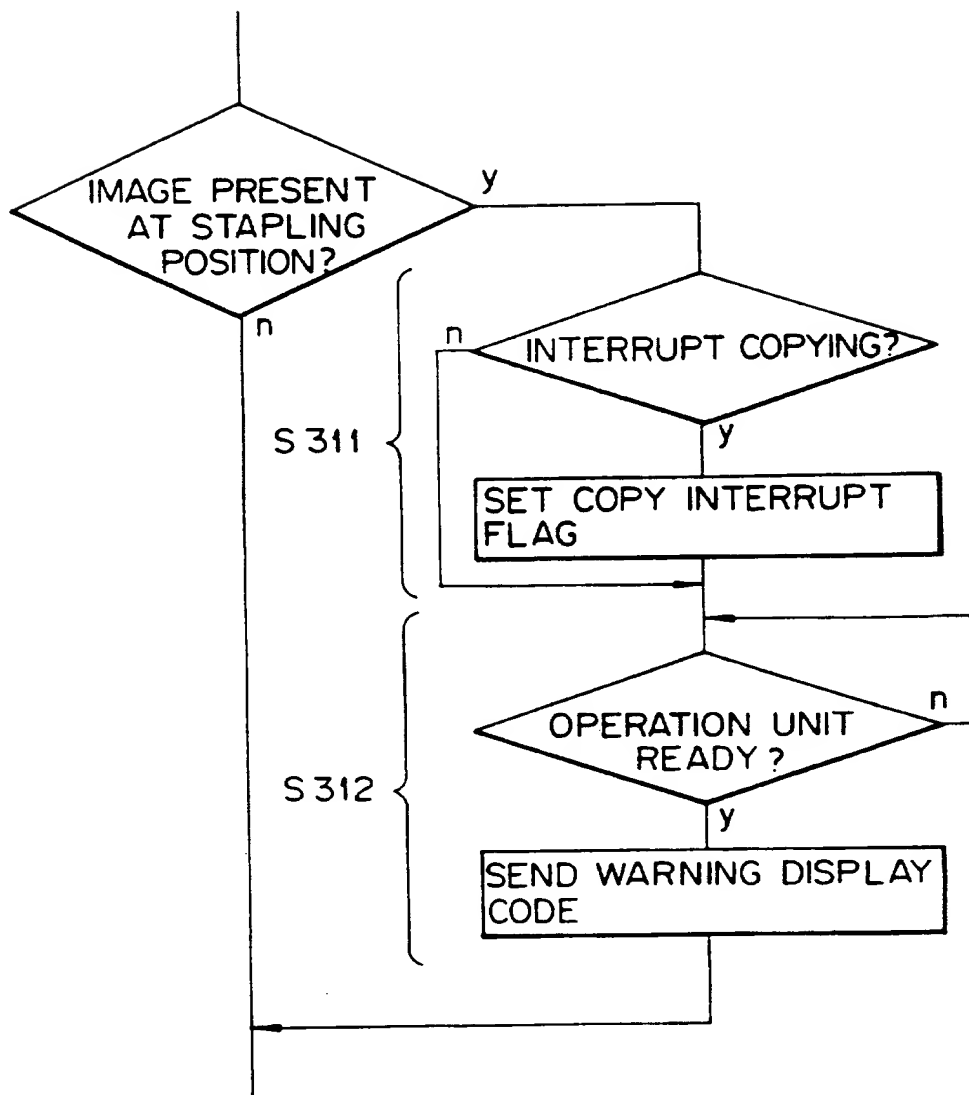 IMAGE PRESENT
AT STAPLING
POSITION?
y
n
n
INTERRUPT COPYING?
y
S 311
SET COPY INTERRUPT
FLAG
n
OPERATION UNIT
READY ?
S 312
y
SEND WARNING DISPLAY
CODE